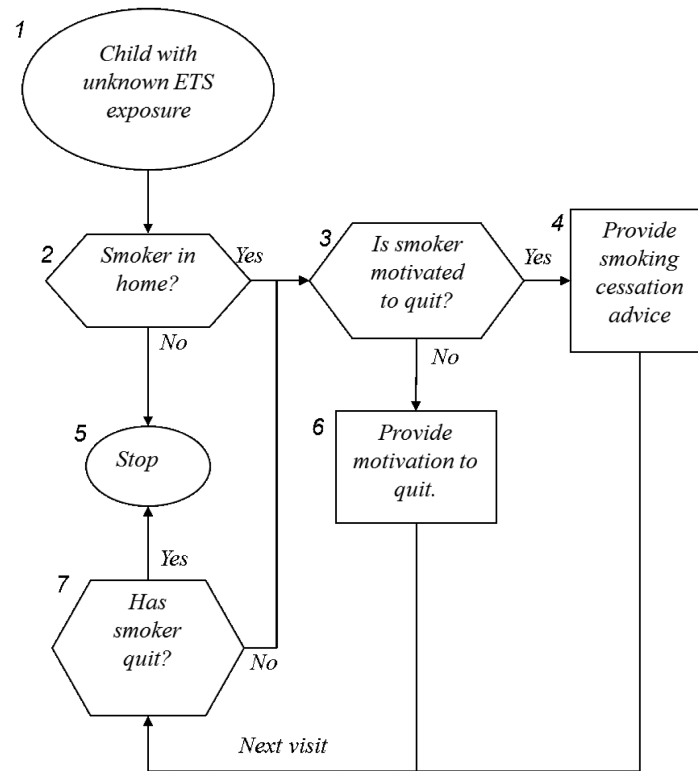 1
Child with
unknown ETS
exposure
2
Smoker in
home?
Yes
No
3
Is smoker
motivated
to quit?
Yes
No
4
Provide
smoking
cessation
advice
5
Stop
6
Provide
motivation to
quit.
7
Has
smoker
quit?
Yes
No
Next visit